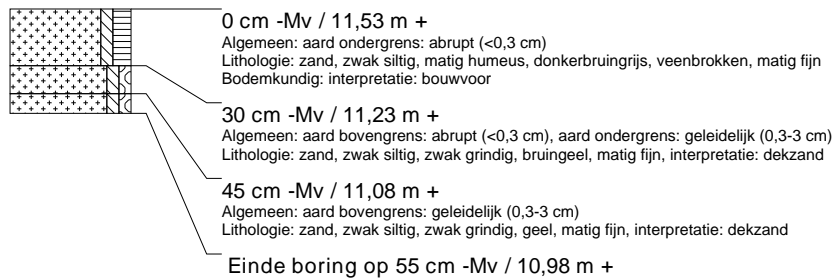 0 cm -Mv / 11,53 m +
Algemeen: aard ondergrens: abrupt (<0,3 cm)
Lithologie: zand, zwak siltig, matig humeus, donkerbruingrijs, veenbrokken, matig fijn
Bodemkundig: interpretatie: bouwvoor
30 cm -Mv / 11,23 m +
Algemeen: aard bovengrens: abrupt (<0,3 cm), aard ondergrens: geleidelijk (0,3-3 cm)
Lithologie: zand, zwak siltig, zwak grindig, bruingeel, matig fijn, interpretatie: dekzand
45 cm -Mv / 11,08 m +
Algemeen: aard bovengrens: geleidelijk (0,3-3 cm)
Lithologie: zand, zwak siltig, zwak grindig, geel, matig fijn, interpretatie: dekzand
Einde boring op 55 cm -Mv / 10,98 m +